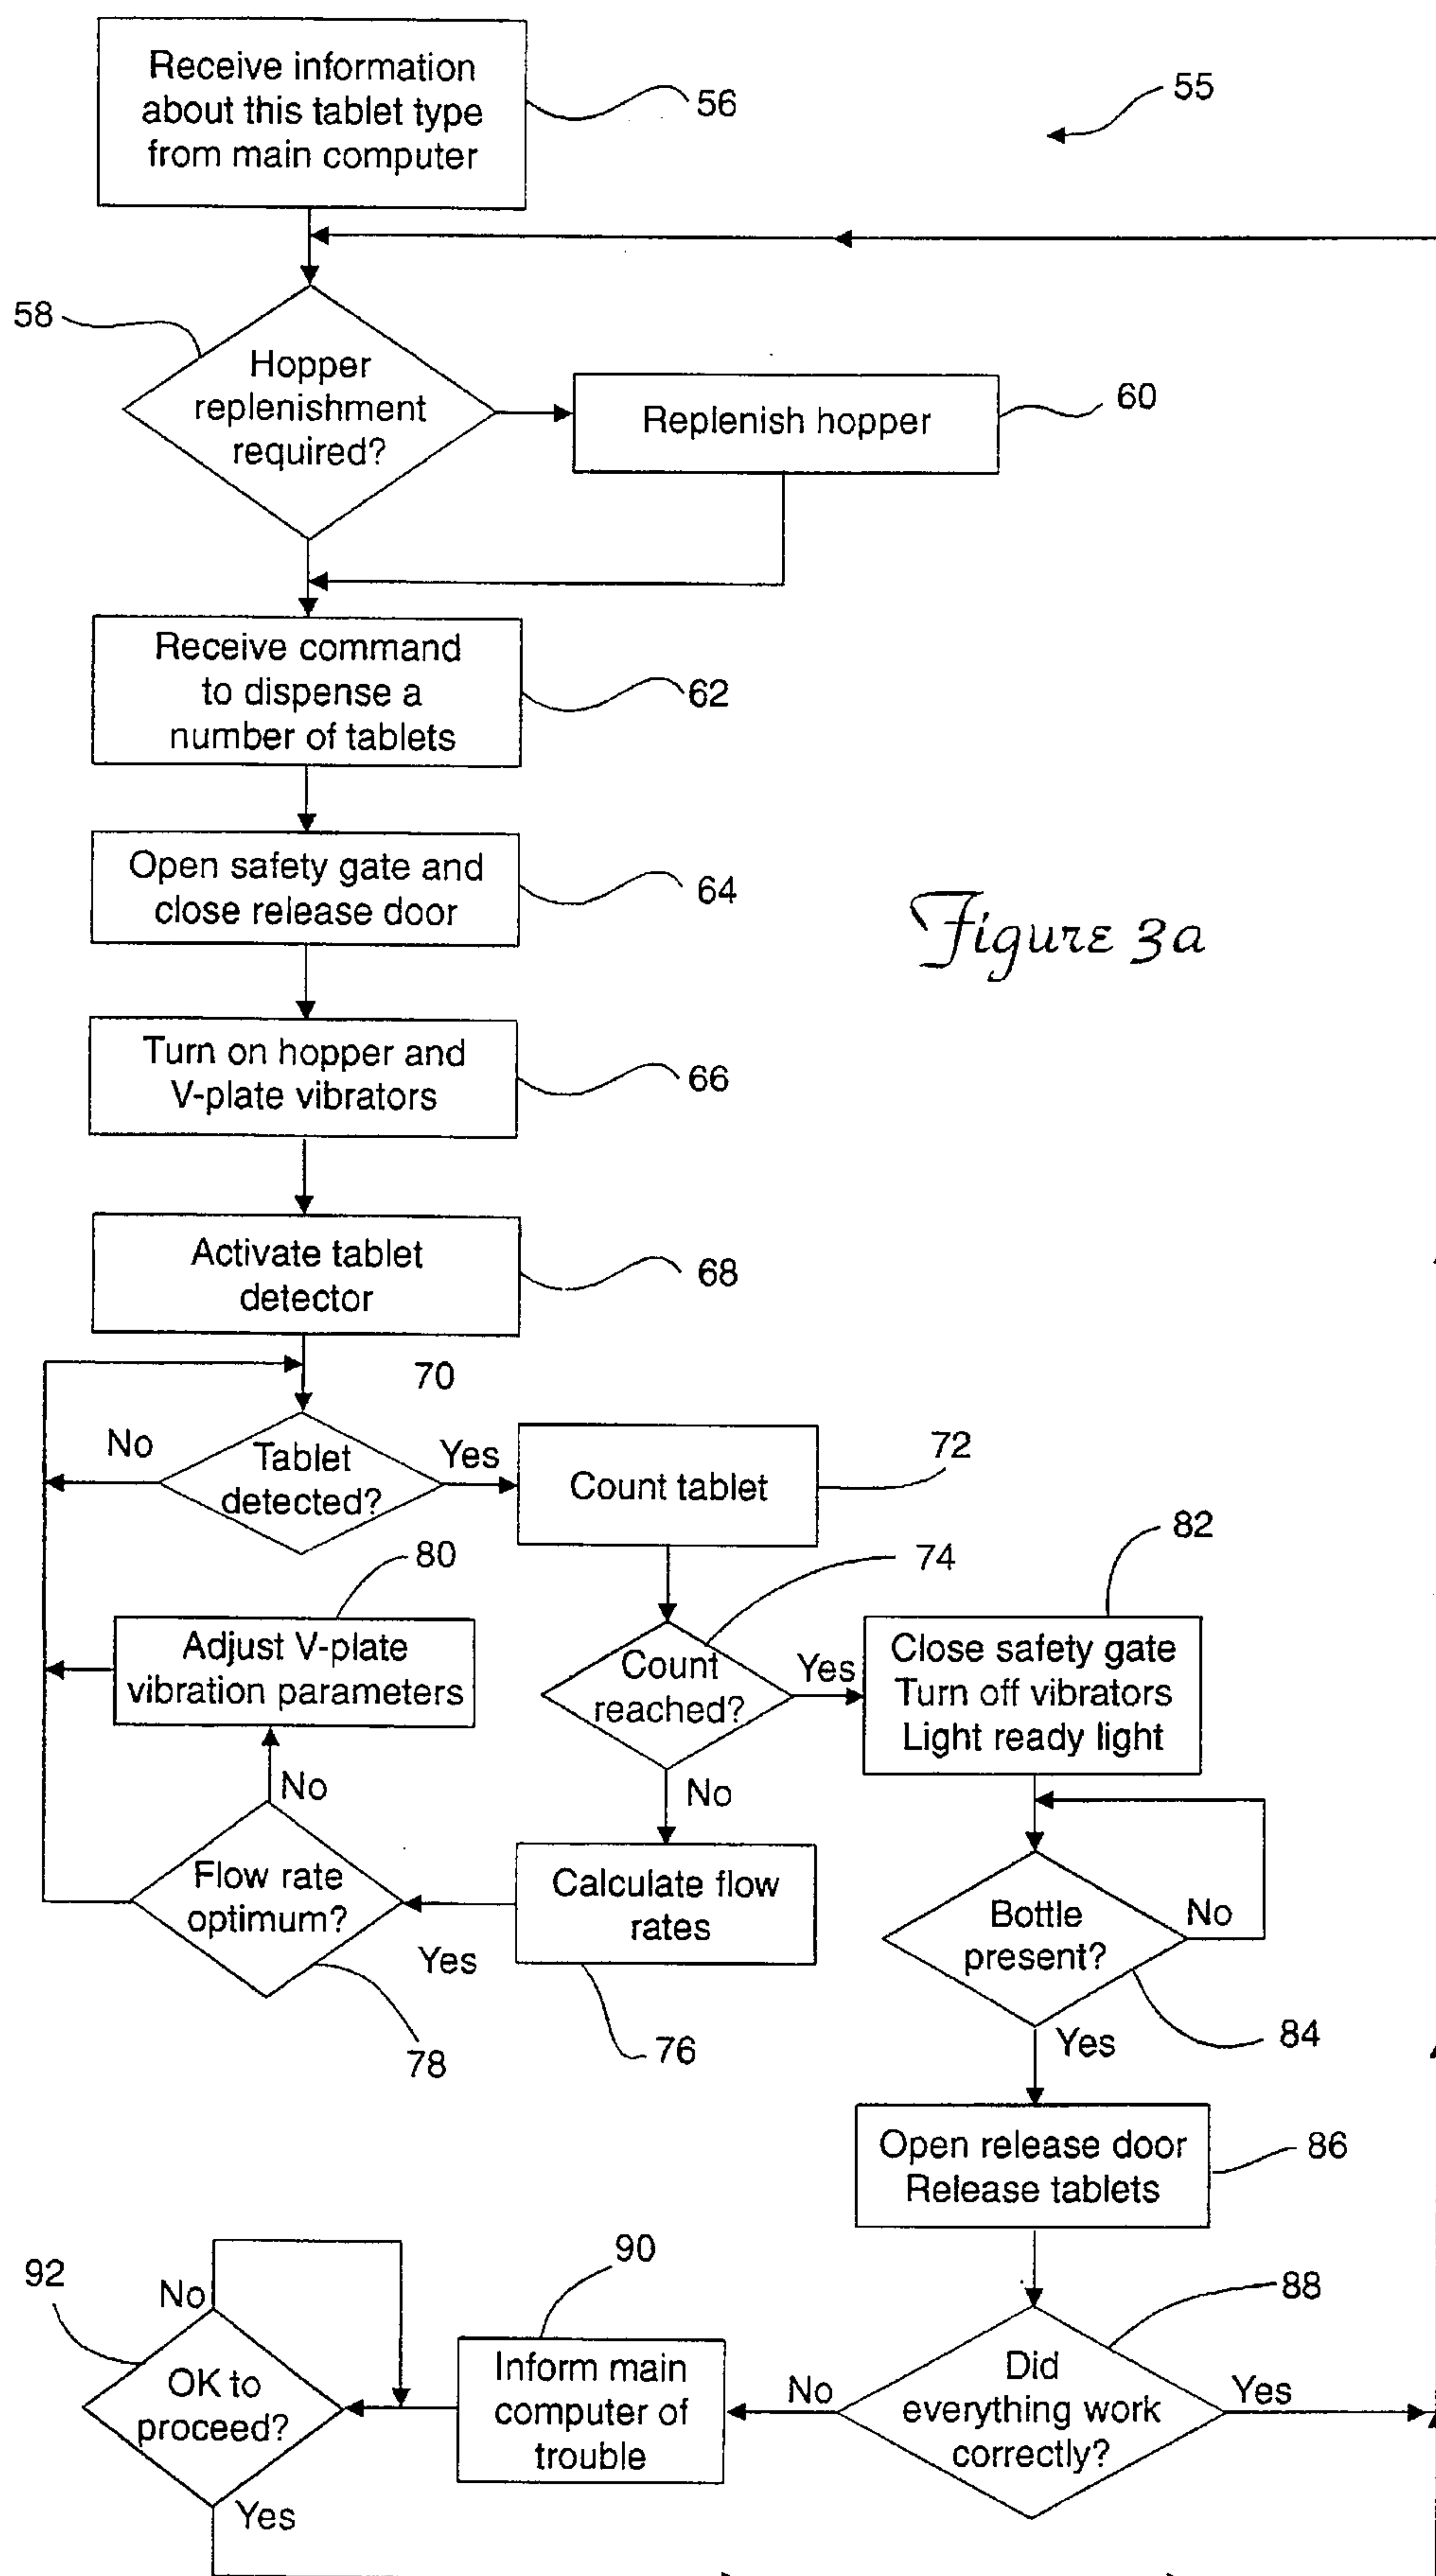 Receive information
about this tablet type
from main computer
56
55
58
Hopper
replenishment
required?
Replenish hopper
60
Receive command
to dispense a
number of tablets
62
Open safety gate and
close release door
64
Figure 3a
Turn on hopper and
V-plate vibrators
66
Activate tablet
detector
68
70
No
Tablet
detected?
Yes
Count tablet
72
80
74
82
Adjust V-plate
vibration parameters
Count
reached?
Yes
Close safety gate
Turn off vibrators
Light ready light
No
No
Flow rate
optimum?
Yes
Calculate flow
rates
Bottle
present?
No
78
76
84
Yes
Open release door
Release tablets
86
92
No
90
88
OK to
proceed?
Inform main
computer of
trouble
No
Did
everything work
correctly?
Yes
Yes